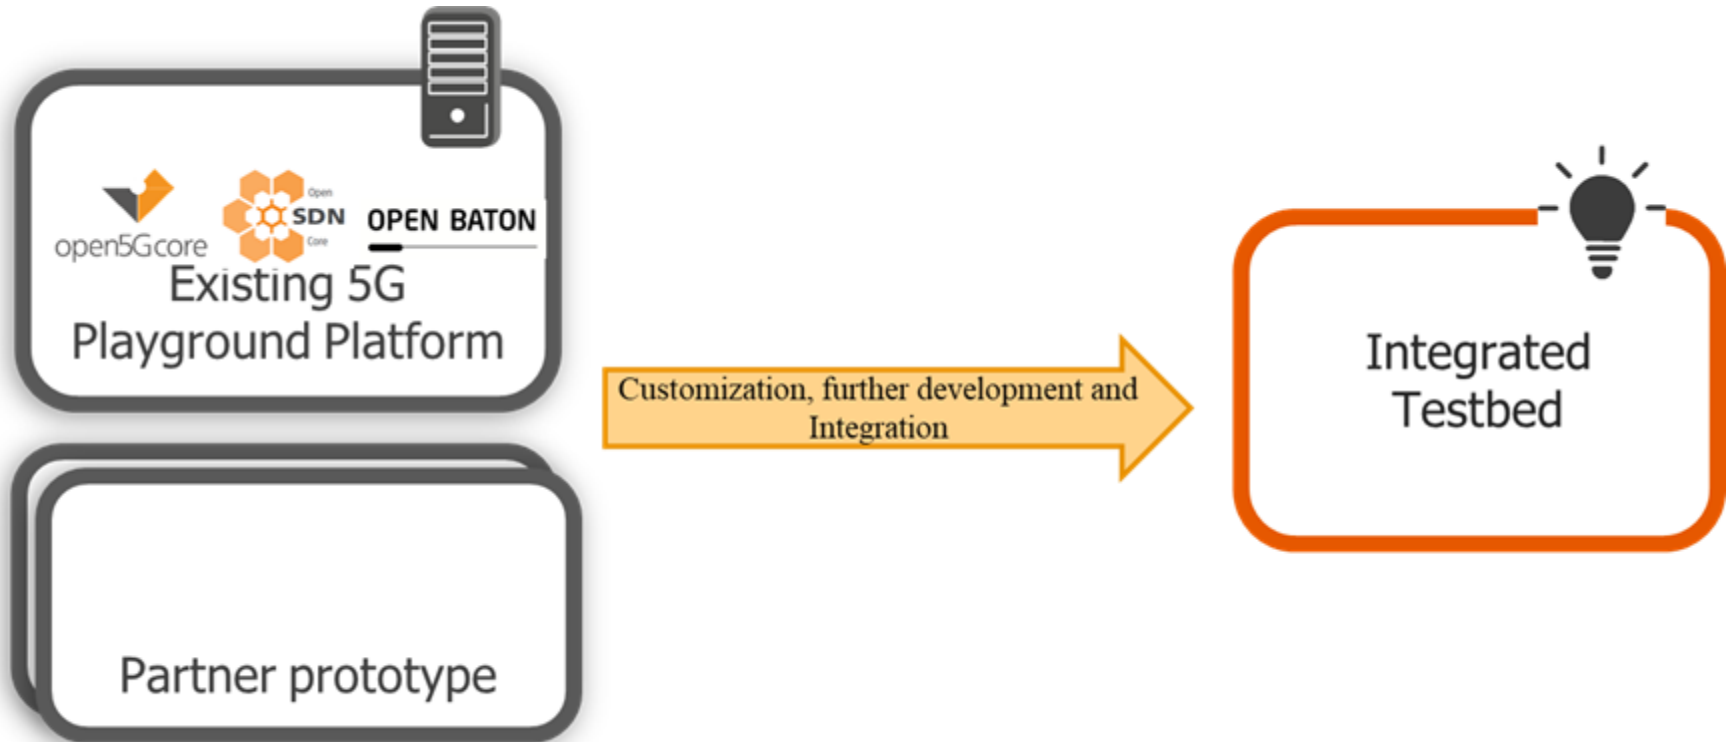 open5Gcore
Open
SDN
Core
OPEN BATON
Existing 5G
Playground Platform
Customization, further development and
Integration
Integrated
Testbed
Partner prototype